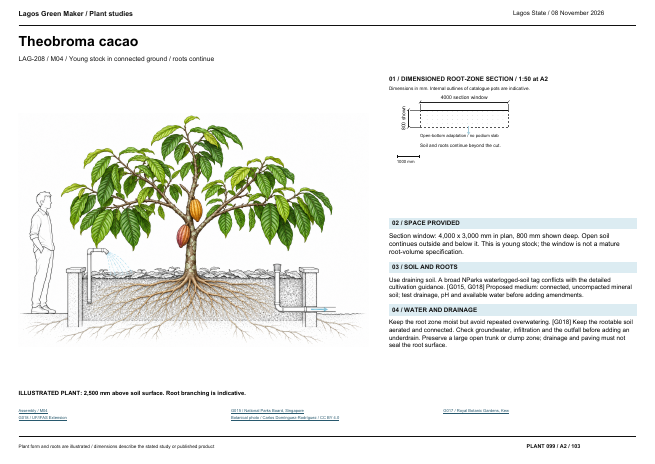 Lagos Green Maker / Plant studies
Lagos State / 08 November 2026
Theobroma cacao
LAG-208 / M04 / Young stock in connected ground / roots continue
01 / DIMENSIONED ROOT-ZONE SECTION / 1:50 at A2
Dimensions in mm. Internal outlines of catalogue pots are indicative.
4000 section window
800 shown
Open-bottom adaptation / no podium slab
Soil and roots continue beyond the cut.
1000 mm
02 / SPACE PROVIDED
Section window: 4,000 x 3,000 mm in plan, 800 mm shown deep. Open soil
continues outside and below it. This is young stock; the window is not a mature
root-volume specification.
03 / SOIL AND ROOTS
Use draining soil. A broad NParks waterlogged-soil tag conflicts with the detailed
cultivation guidance. [G015, G018] Proposed medium: connected, uncompacted mineral
soil; test drainage, pH and available water before adding amendments.
04 / WATER AND DRAINAGE
Keep the root zone moist but avoid repeated overwatering. [G018] Keep the rootable soil
aerated and connected. Check groundwater, infiltration and the outfall before adding an
underdrain. Preserve a large open trunk or clump zone; drainage and paving must not
seal the root surface.
ILLUSTRATED PLANT: 2,500 mm above soil surface. Root branching is indicative.
Assembly / M04
G015 / National Parks Board, Singapore
G017 / Royal Botanic Gardens, Kew
G018 / UF/IFAS Extension
Botanical photo / Carlos Dominguez-Rodriguez / CC BY 4.0
Plant form and roots are illustrated / dimensions describe the stated study or published product
PLANT 099 / A2 / 103